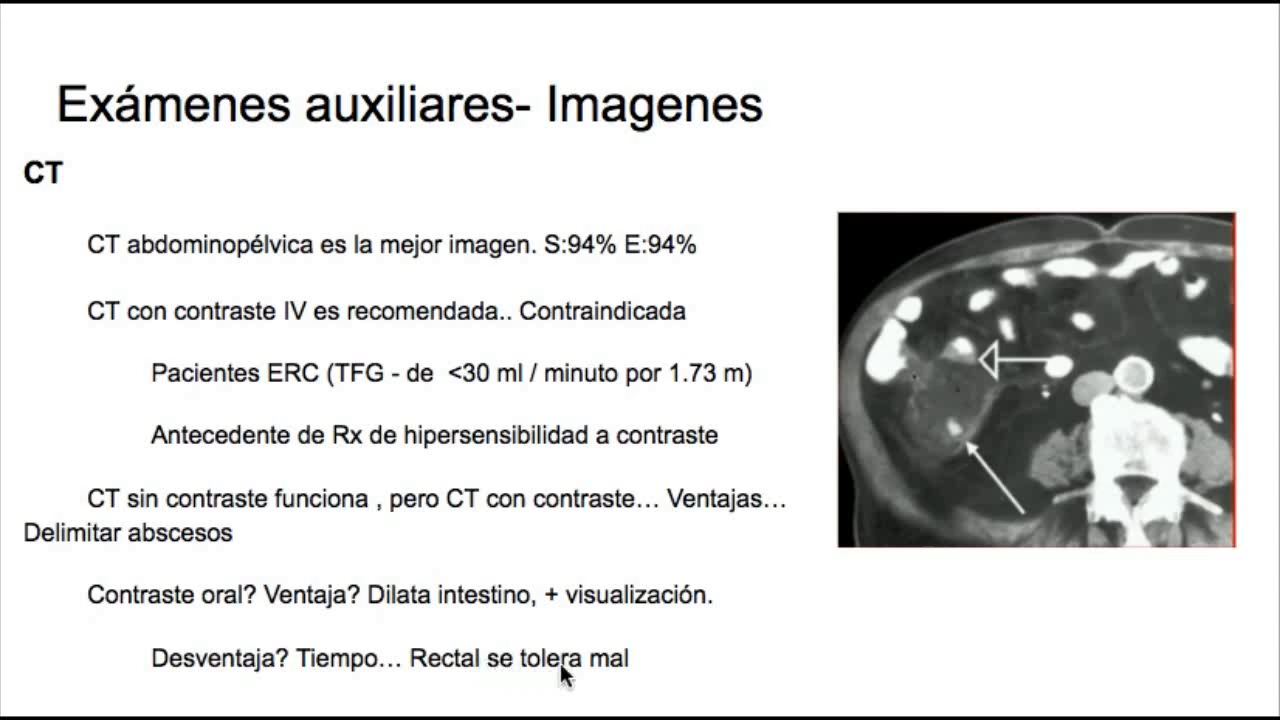 Exámenes auxiliares- Imagenes
CT
CT abdominopélvica es la mejor imagen. S:94% E:94%
CT con contraste IV es recomendada.. Contraindicada
Pacientes ERC (TFG - de  <30 ml / minuto por 1.73 m)
Antecedente de Rx de hipersensibilidad a contraste
CT sin contraste funciona , pero CT con contraste… Ventajas…
Delimitar abscesos
Contraste oral? Ventaja? Dilata intestino, + visualización.
Desventaja? Tiempo… Rectal se tolera mal